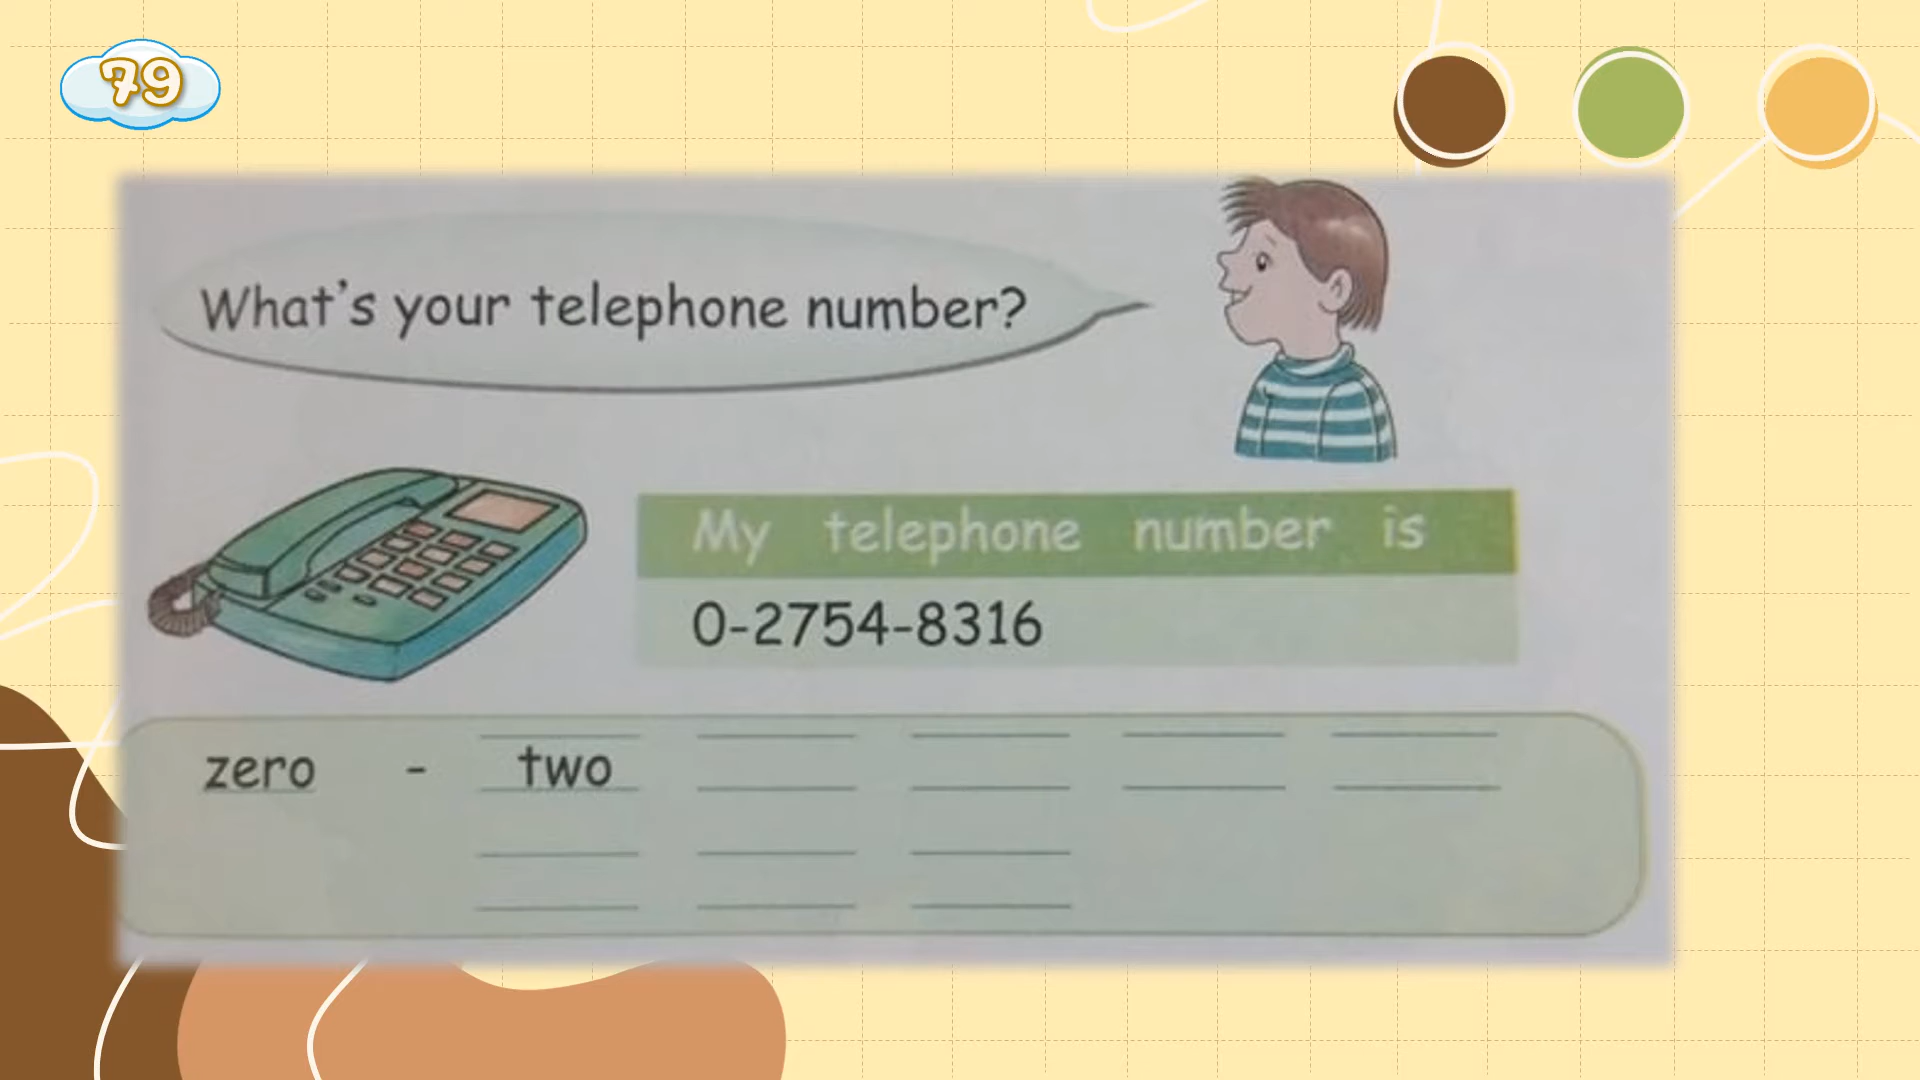 79
What's your telephone number?
My telephone number is
0-2754-8316
zero - two